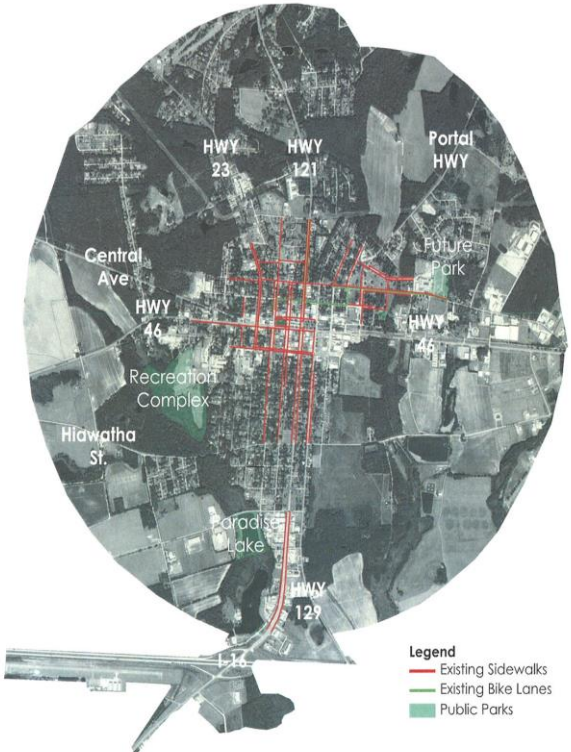 HWY
23
HWY
121
Portal
HWY
Future
Park
Central
Ave
HWY
46
HWY
46
Recreation
Complex
Hiawatha
St.
Paradise
Lake
HWY
129
I-16
Legend
Existing Sidewalks
Existing Bike Lanes
Public Parks